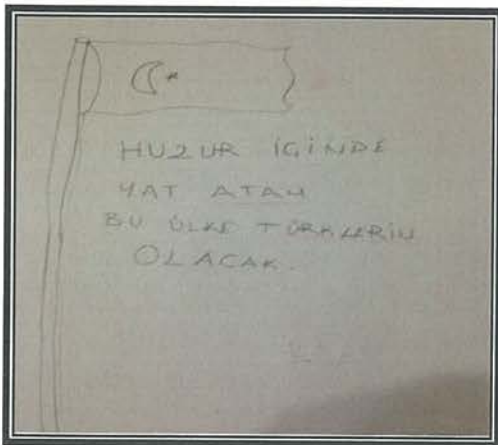 HUZUR İÇİNDE
YAT ATAM
BU ÜLKE TÜRKLERİN
OLACAK.